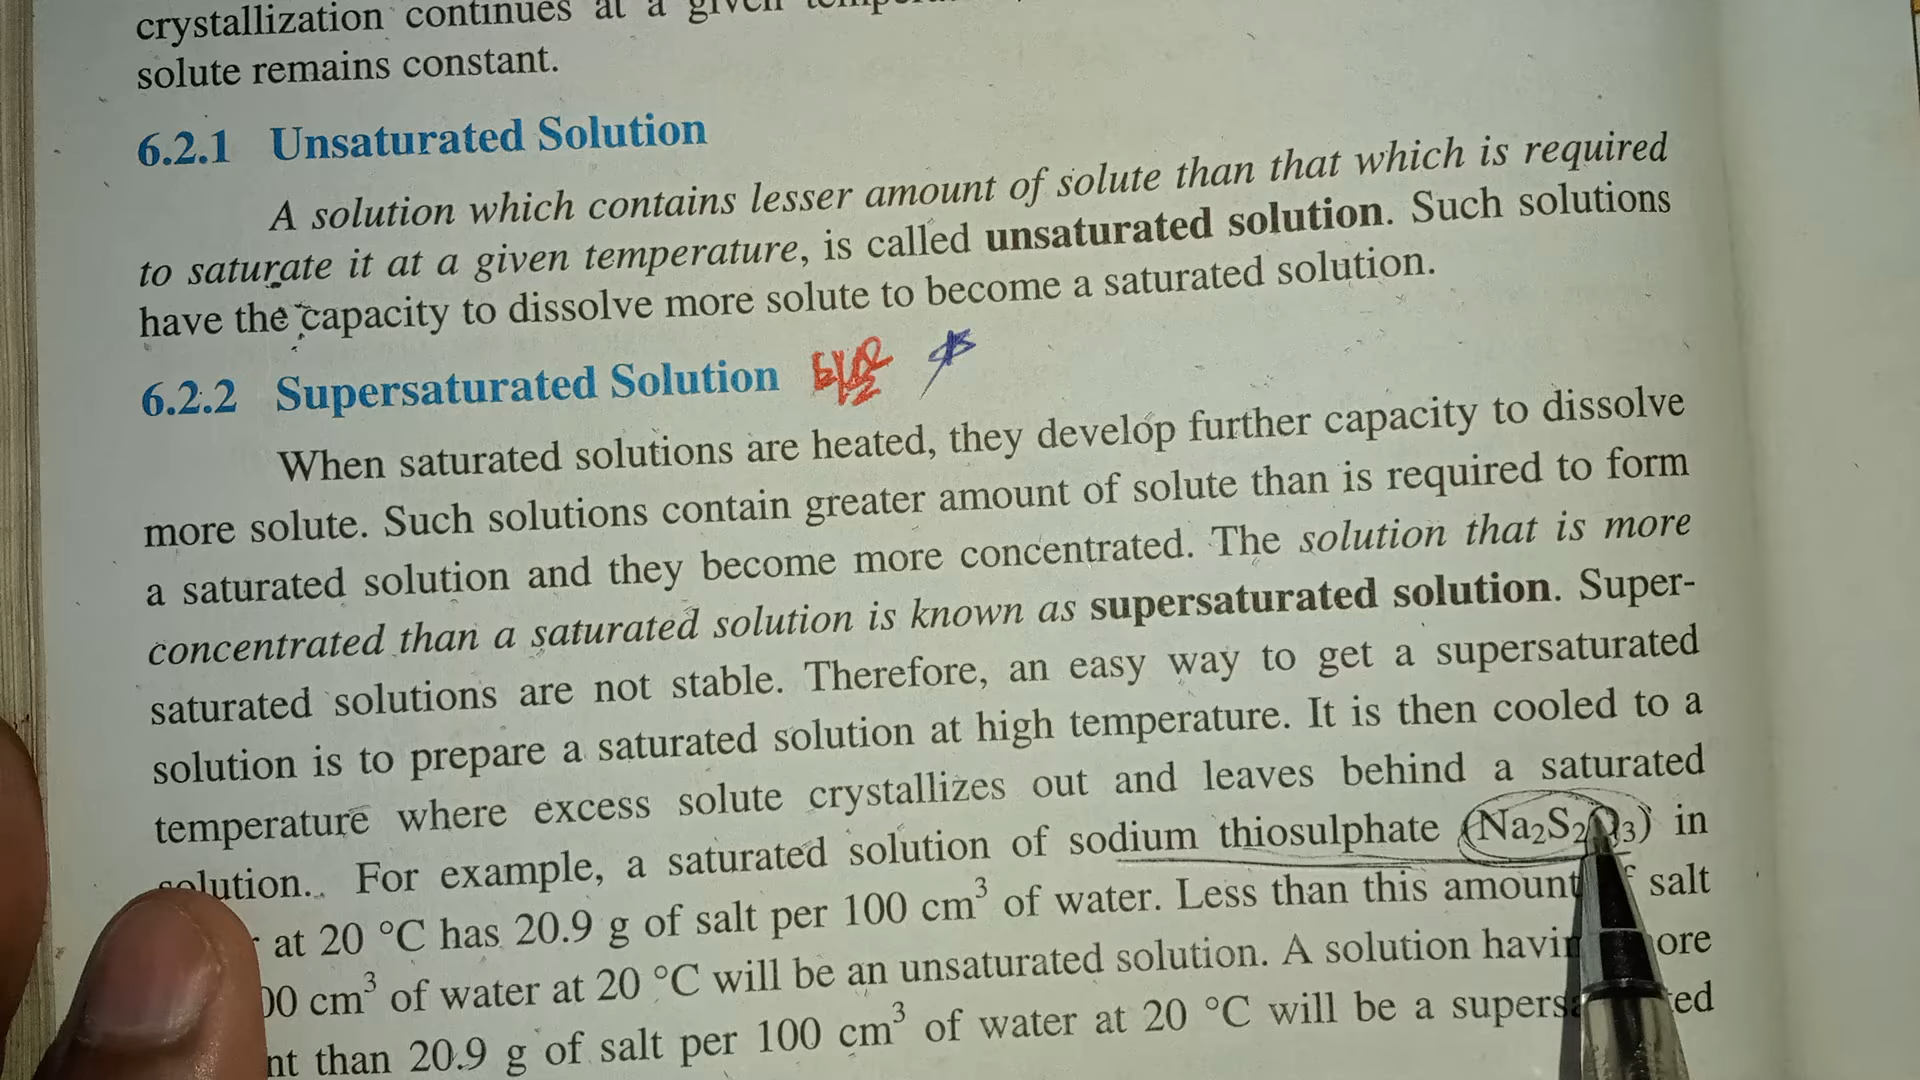 crystallization continues at a given
solute remains constant.
6.2.1 Unsaturated Solution
A solution which contains lesser amount of solute than that which is required
to saturate it at a given temperature, is called unsaturated solution. Such solutions
have the capacity to dissolve more solute to become a saturated solution.
6.2.2 Supersaturated Solution
When saturated solutions are heated, they develop further capacity to dissolve
more solute. Such solutions contain greater amount of solute than is required to form
a saturated solution and they become more concentrated. The solution that is more
concentrated than a saturated solution is known as supersaturated solution. Super-
saturated solutions are not stable. Therefore, an easy way to get a supersaturated
solution is to prepare a saturated solution at high temperature. It is then cooled to a
temperature where excess solute crystallizes out and leaves behind a saturated
solution. For example, a saturated solution of sodium thiosulphate (Na₂S₂O₃) in
at 20 °C has 20.9 g of salt per 100 cm³ of water. Less than this amount salt
00 cm³ of water at 20 °C will be an unsaturated solution. A solution having more
nt than 20.9 g of salt per 100 cm³ of water at 20 °C will be a supersaturated